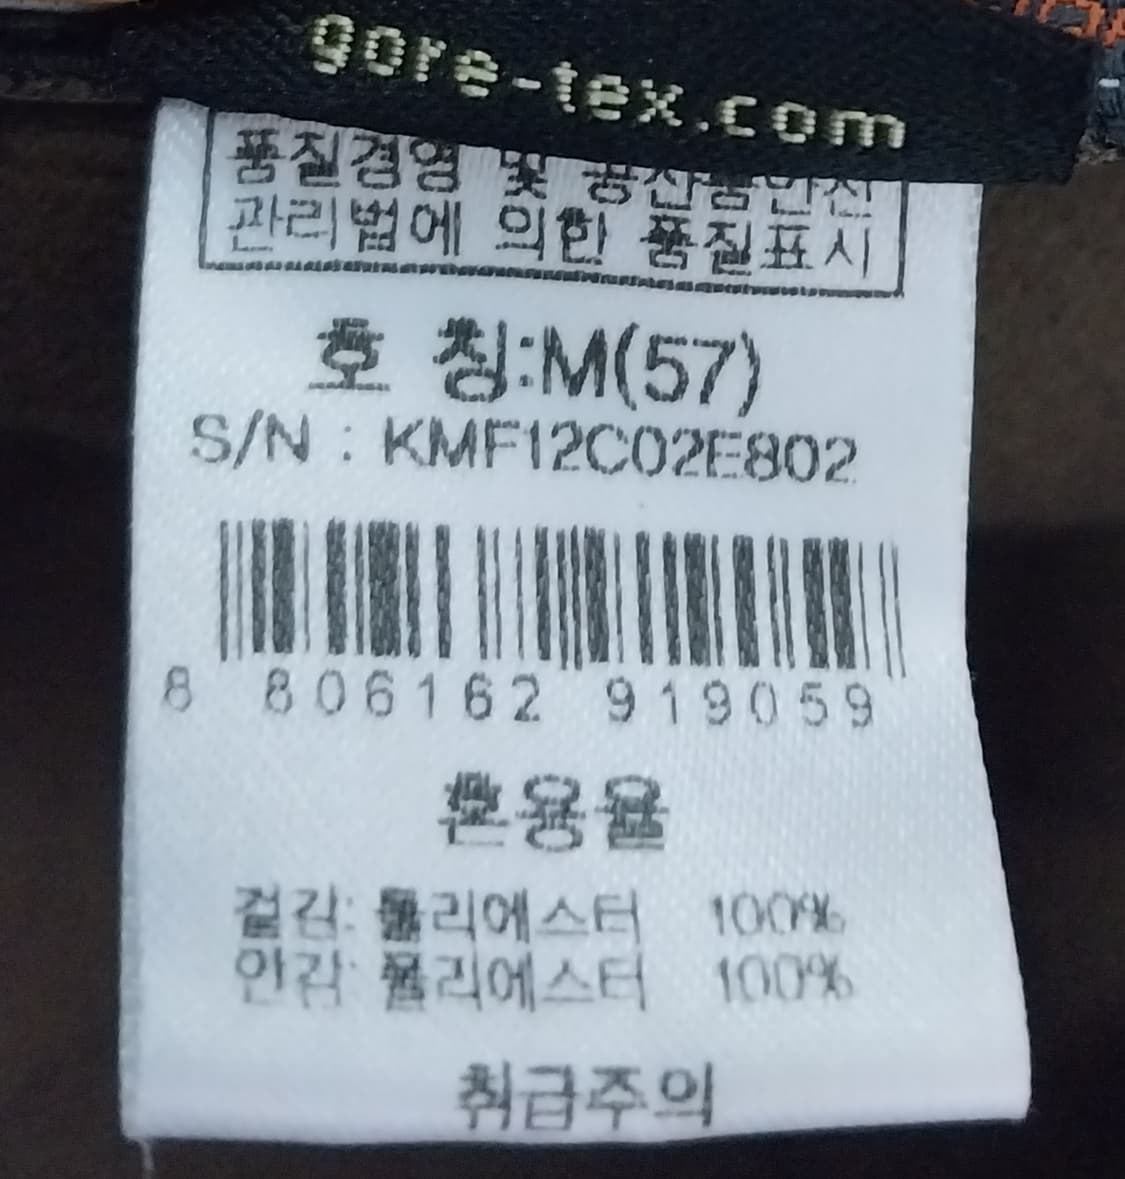 gore-tex.com
품질경영 및 공산품안전
관리법에 의한 품질표시
호 칭:M(57)
S/N : KMF12C02E802
8 806162 919059
혼용율
겉감: 폴리에스터 100%
안감: 폴리에스터 100%
취급주의